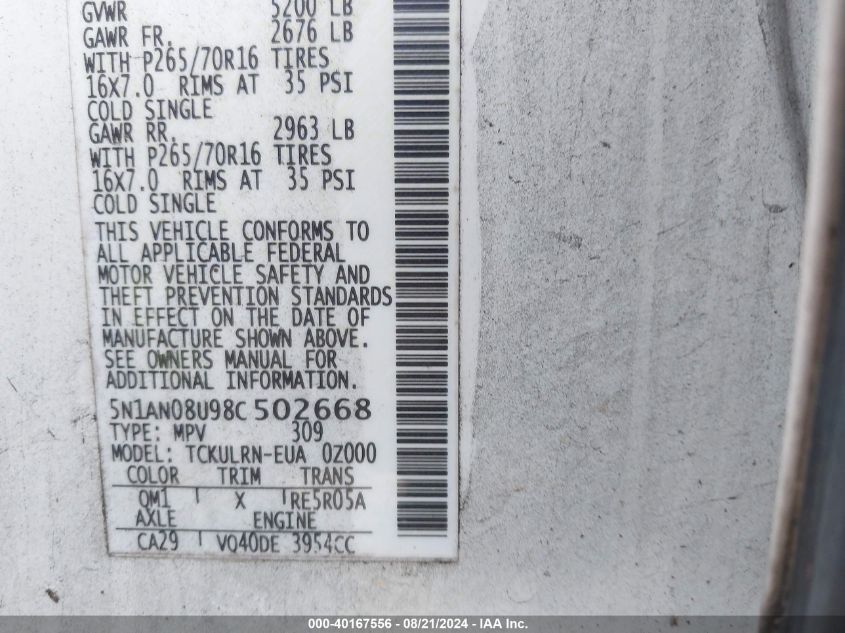 GVWR 5200 LB
GAWR FR. 2676 LB
WITH P265/70R16 TIRES
16X7.0 RIMS AT 35 PSI
COLD SINGLE
GAWR RR. 2963 LB
WITH P265/70R16 TIRES
16X7.0 RIMS AT 35 PSI
COLD SINGLE
THIS VEHICLE CONFORMS TO
ALL APPLICABLE FEDERAL
MOTOR VEHICLE SAFETY AND
THEFT PREVENTION STANDARDS
IN EFFECT ON THE DATE OF
MANUFACTURE SHOWN ABOVE.
SEE OWNERS MANUAL FOR
ADDITIONAL INFORMATION.
5N1AN08U98C502668
TYPE: MPV 309
MODEL: TCKULRN-EUA 0Z000
COLOR TRIM TRANS
QM1 X RE5R05A
AXLE ENGINE
CA29 VQ40DE 3954CC
000-40167556 - 08/21/2024 - IAA Inc.